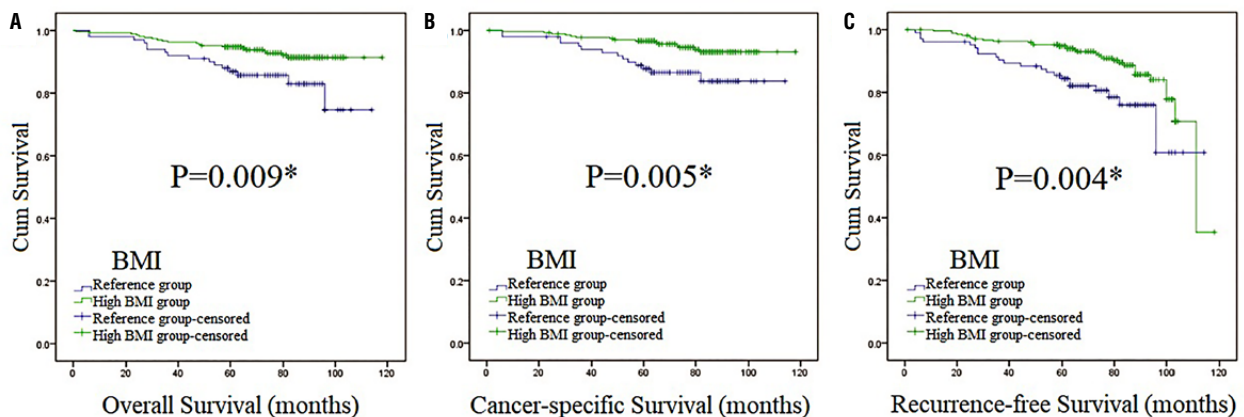 A
Cum Survival
1.0
0.8
0.6
0.4
0.2
0.0
P=0.009*
BMI
Reference group
High BMI group
Reference group-censored
High BMI group-censored
0 20 40 60 80 100 120
Overall Survival (months)
B
Cum Survival
1.0
0.8
0.6
0.4
0.2
0.0
P=0.005*
BMI
Reference group
High BMI group
Reference group-censored
High BMI group-censored
0 20 40 60 80 100 120
Cancer-specific Survival (months)
C
Cum Survival
1.0
0.8
0.6
0.4
0.2
0.0
P=0.004*
BMI
Reference group
High BMI group
Reference group-censored
High BMI group-censored
0 20 40 60 80 100 120
Recurrence-free Survival (months)